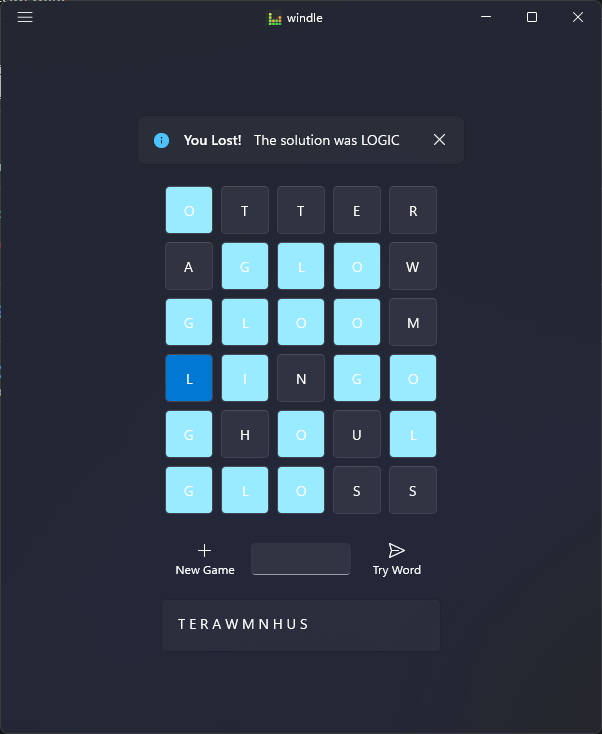 windle
You Lost! The solution was LOGIC
O T T E R
A G L O W
G L O O M
L I N G O
G H O U L
G L O S S
New Game
Try Word
T E R A W M N H U S